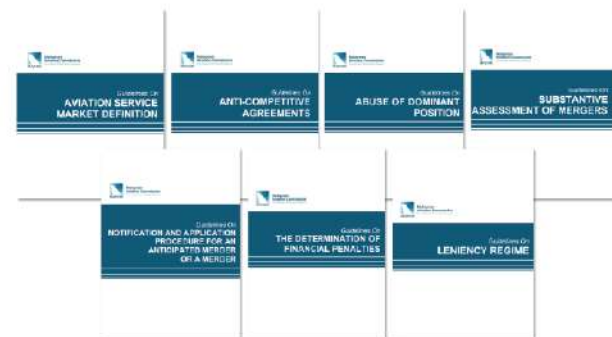 Guidelines On
AVIATION SERVICE
MARKET DEFINITION
Guidelines On
ANTI-COMPETITIVE
AGREEMENTS
Guidelines On
ABUSE OF DOMINANT
POSITION
Guidelines On
SUBSTANTIVE
ASSESSMENT OF MERGERS
Guidelines On
NOTIFICATION AND APPLICATION
PROCEDURE FOR AN
ANTICIPATED MERGER
OR A MERGER
Guidelines On
THE DETERMINATION OF
FINANCIAL PENALTIES
Guidelines On
LENIENCY REGIME